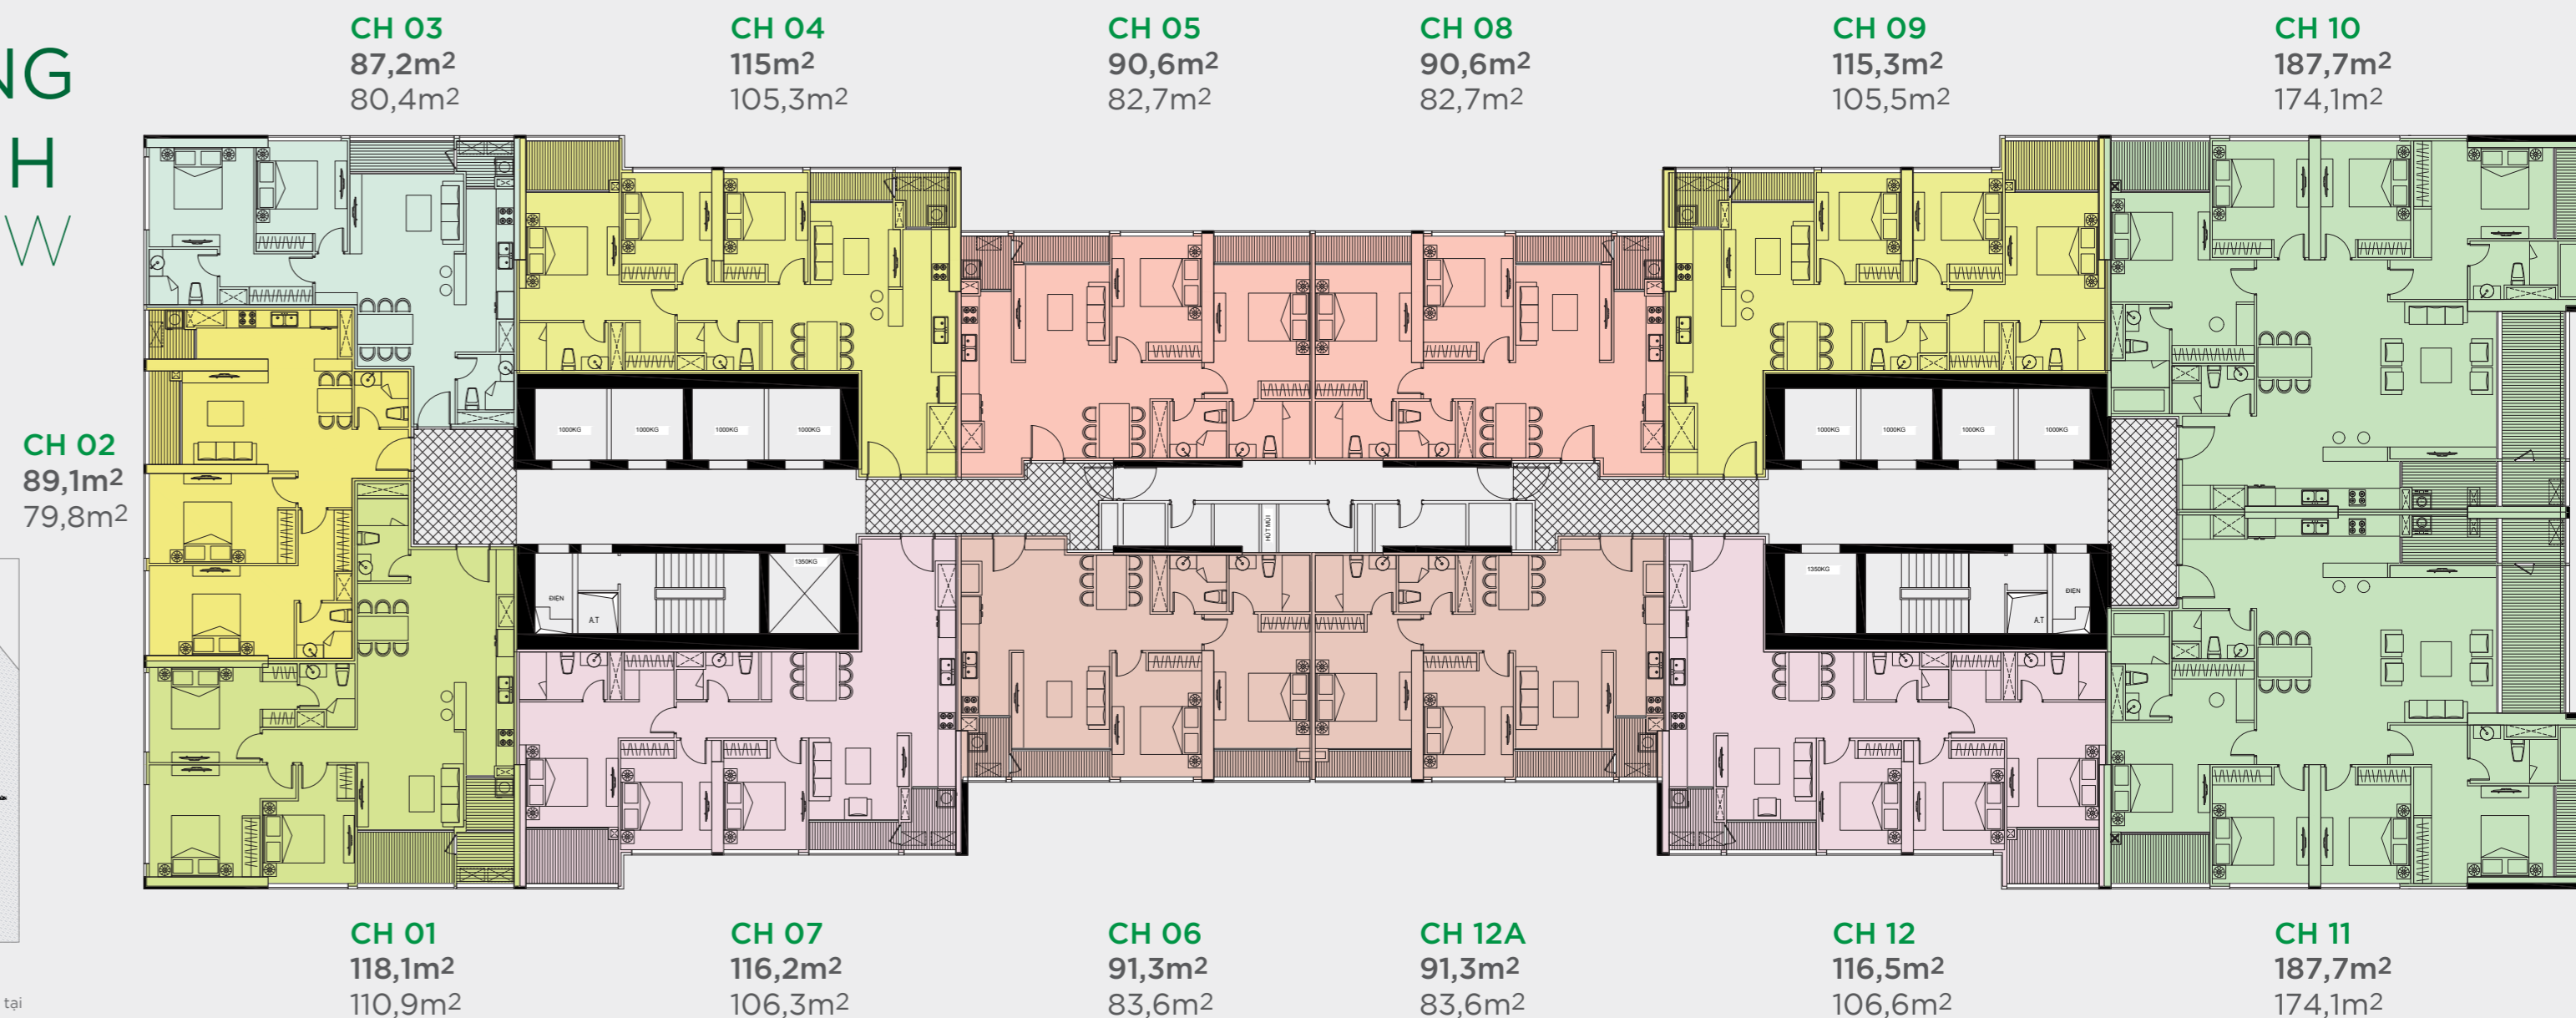 NG
H
W
CH 03
87,2m²
80,4m²
CH 04
115m²
105,3m²
CH 05
90,6m²
82,7m²
CH 08
90,6m²
82,7m²
CH 09
115,3m²
105,5m²
CH 10
187,7m²
174,1m²
CH 02
89,1m²
79,8m²
1000KG
1000KG
1000KG
1000KG
1000KG
1000KG
1000KG
1000KG
HÚT MÙI
1350KG
ĐIỆN
A.T
1350KG
ĐIỆN
A.T
CH 01
118,1m²
110,9m²
CH 07
116,2m²
106,3m²
CH 06
91,3m²
83,6m²
CH 12A
91,3m²
83,6m²
CH 12
116,5m²
106,6m²
CH 11
187,7m²
174,1m²
tại